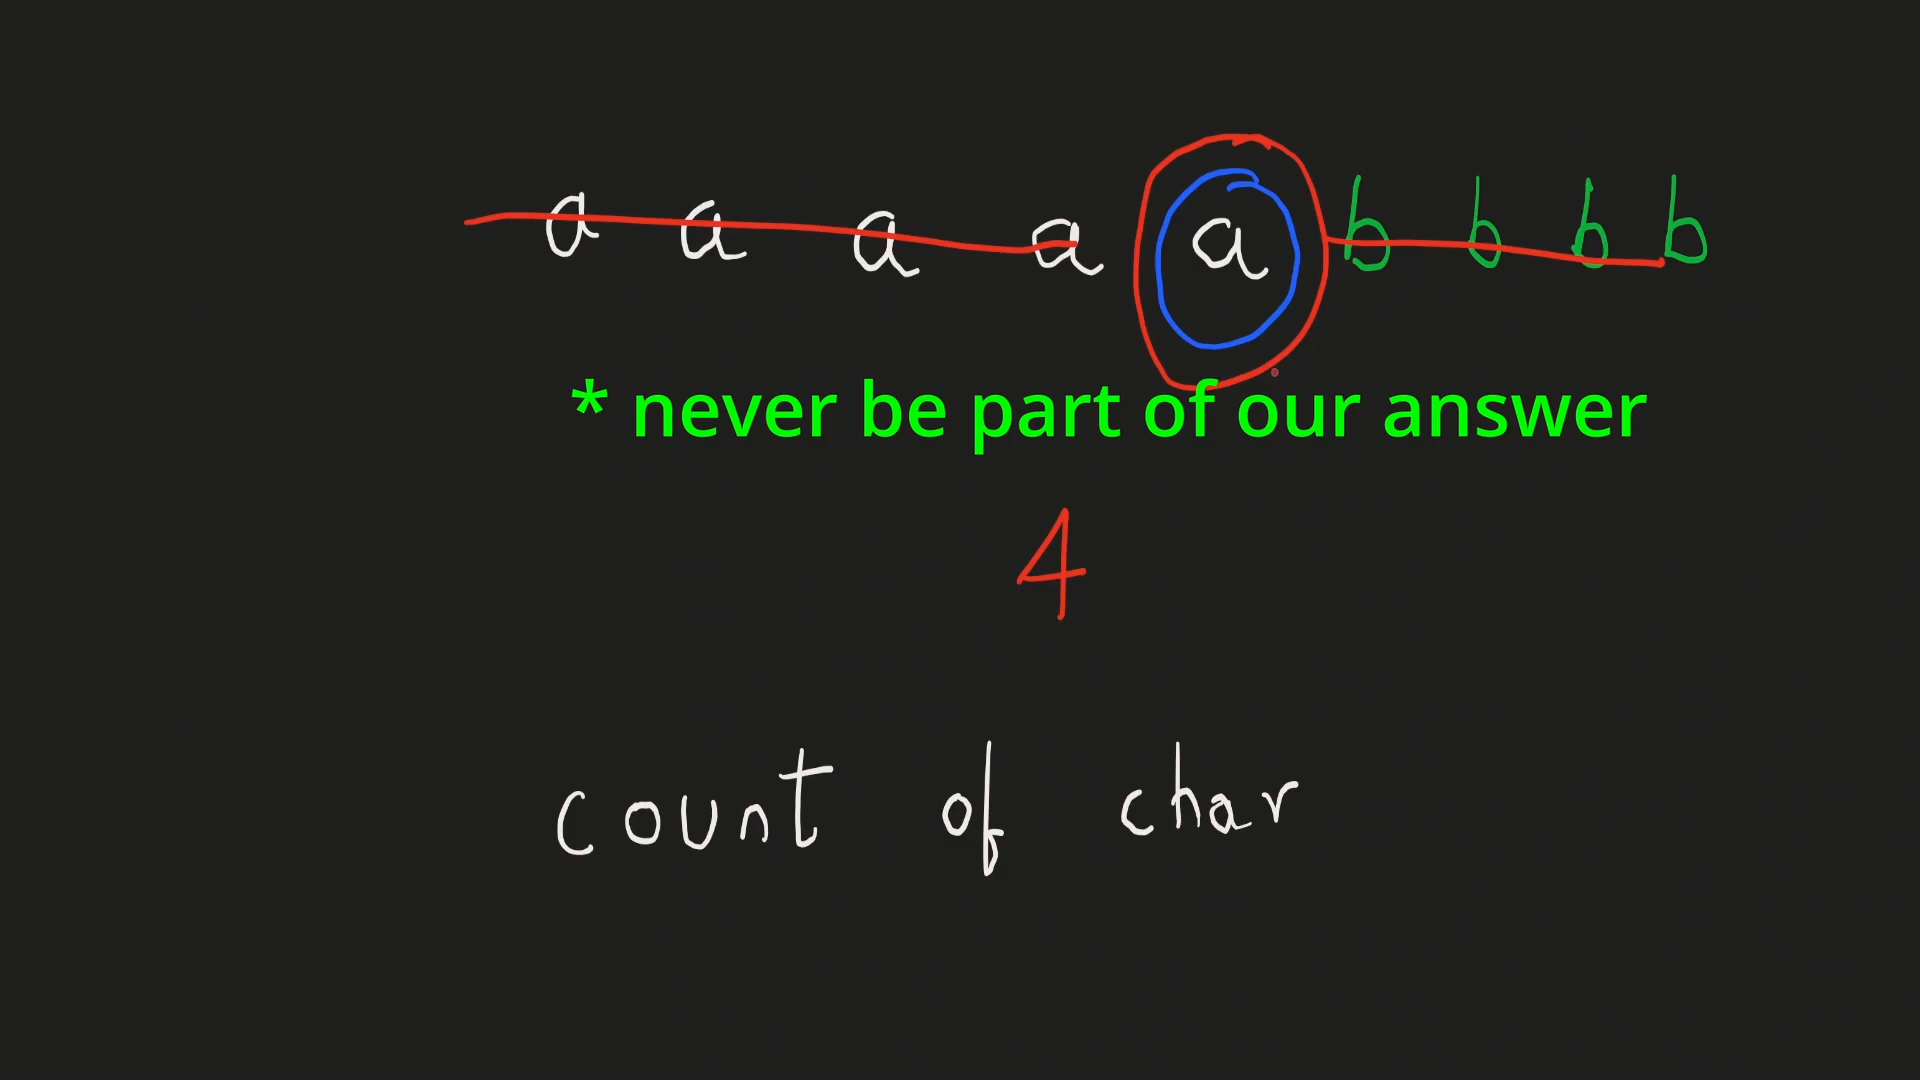 a a a a a b b b b
* never be part of our answer
4
count of char